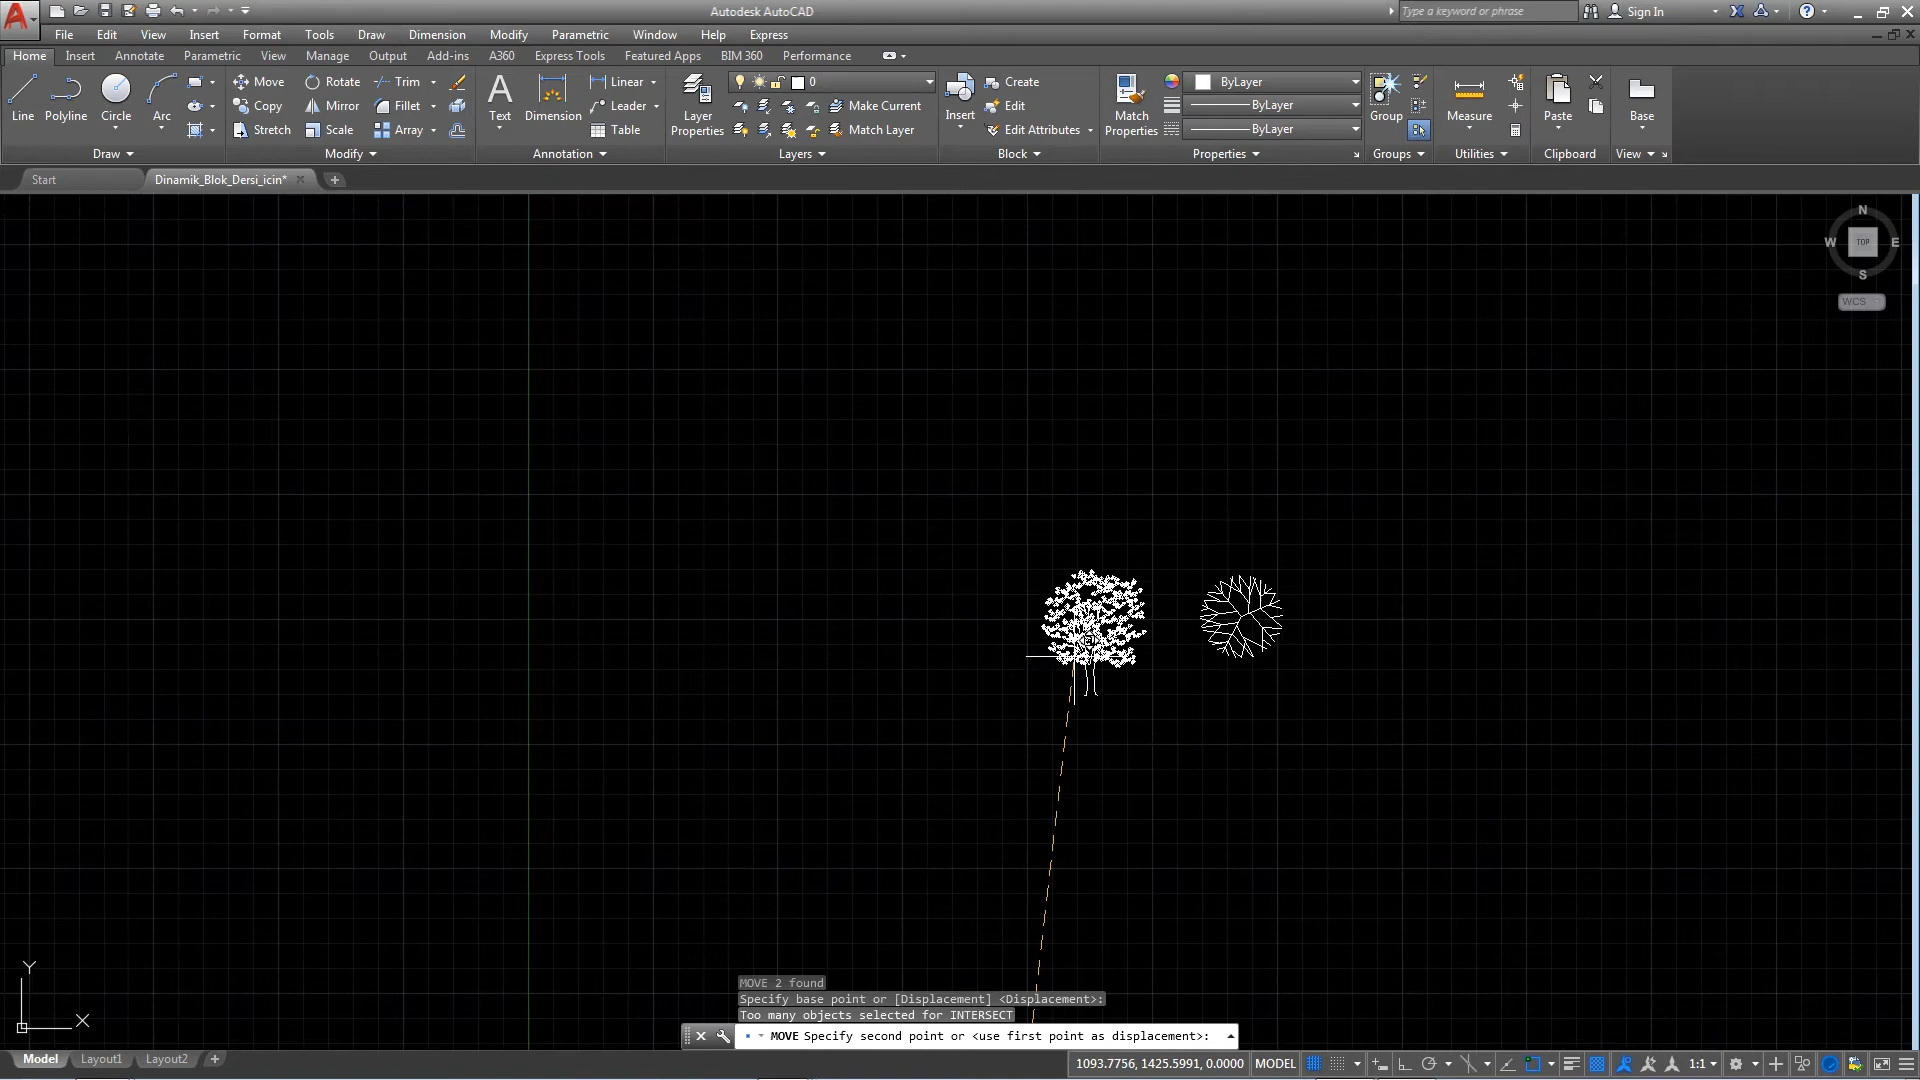 Autodesk AutoCAD
Type a keyword or phrase
Sign In
File Edit View Insert Format Tools Draw Dimension Modify Parametric Window Help Express
Home Insert Annotate Parametric View Manage Output Add-ins A360 Express Tools Featured Apps BIM 360 Performance
Line
Polyline
Circle
Arc
Draw
Move
Rotate
Trim
Copy
Mirror
Fillet
Stretch
Scale
Array
Modify
Text
Dimension
Linear
Leader
Table
Annotation
Layer
Properties
0
Make Current
Match Layer
Layers
Insert
Create
Edit
Edit Attributes
Block
Match
Properties
ByLayer
ByLayer
ByLayer
Properties
Group
Groups
Measure
Utilities
Paste
Clipboard
Base
View
Start
Dinamik_Blok_Dersi_icin*
N
W
TOP
E
S
WCS
Y
X
MOVE 2 found
Specify base point or [Displacement] <Displacement>:
Too many objects selected for INTERSECT
MOVE Specify second point or <use first point as displacement>:
Model Layout1 Layout2
1093.7756, 1425.5991, 0.0000 MODEL
1:1